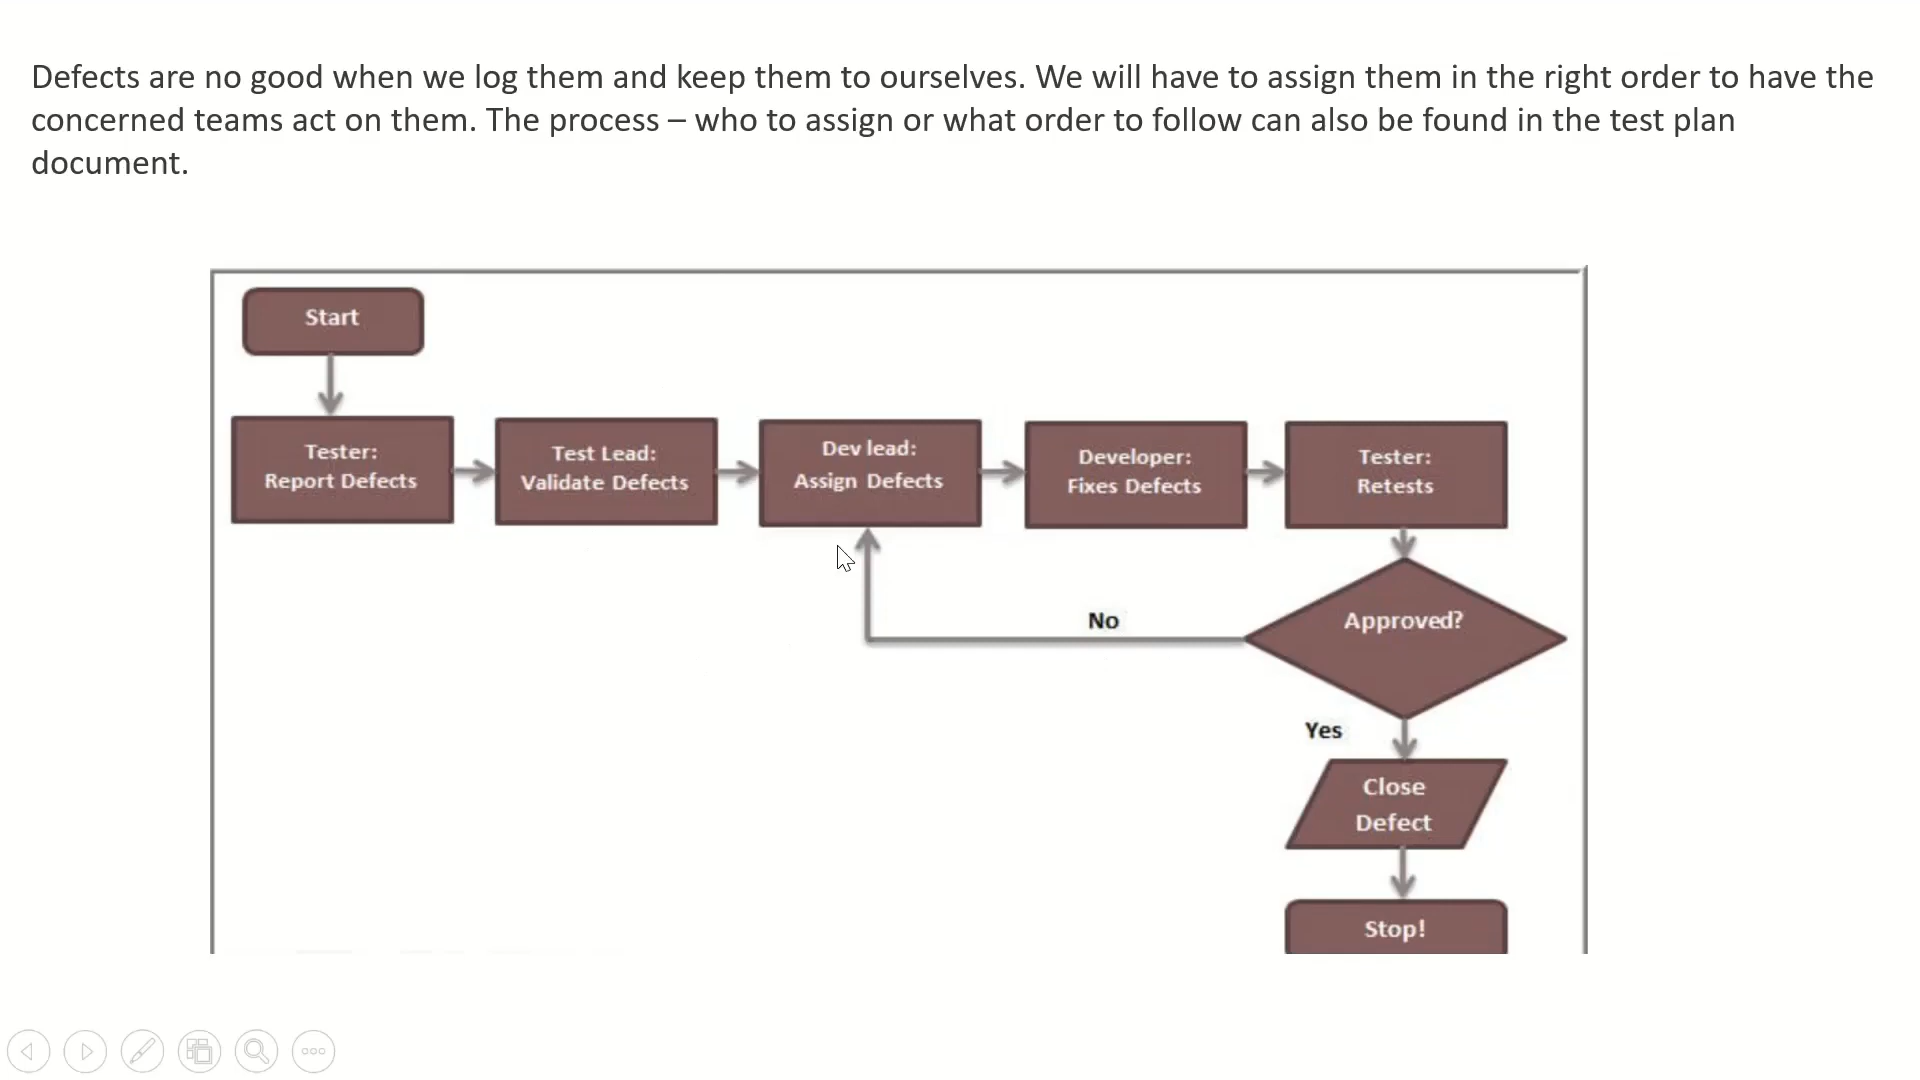 Defects are no good when we log them and keep them to ourselves. We will have to assign them in the right order to have the
concerned teams act on them. The process – who to assign or what order to follow can also be found in the test plan
document.
Start
Tester:
Report Defects
Test Lead:
Validate Defects
Dev lead:
Assign Defects
Developer:
Fixes Defects
Tester:
Retests
Approved?
No
Yes
Close
Defect
Stop!